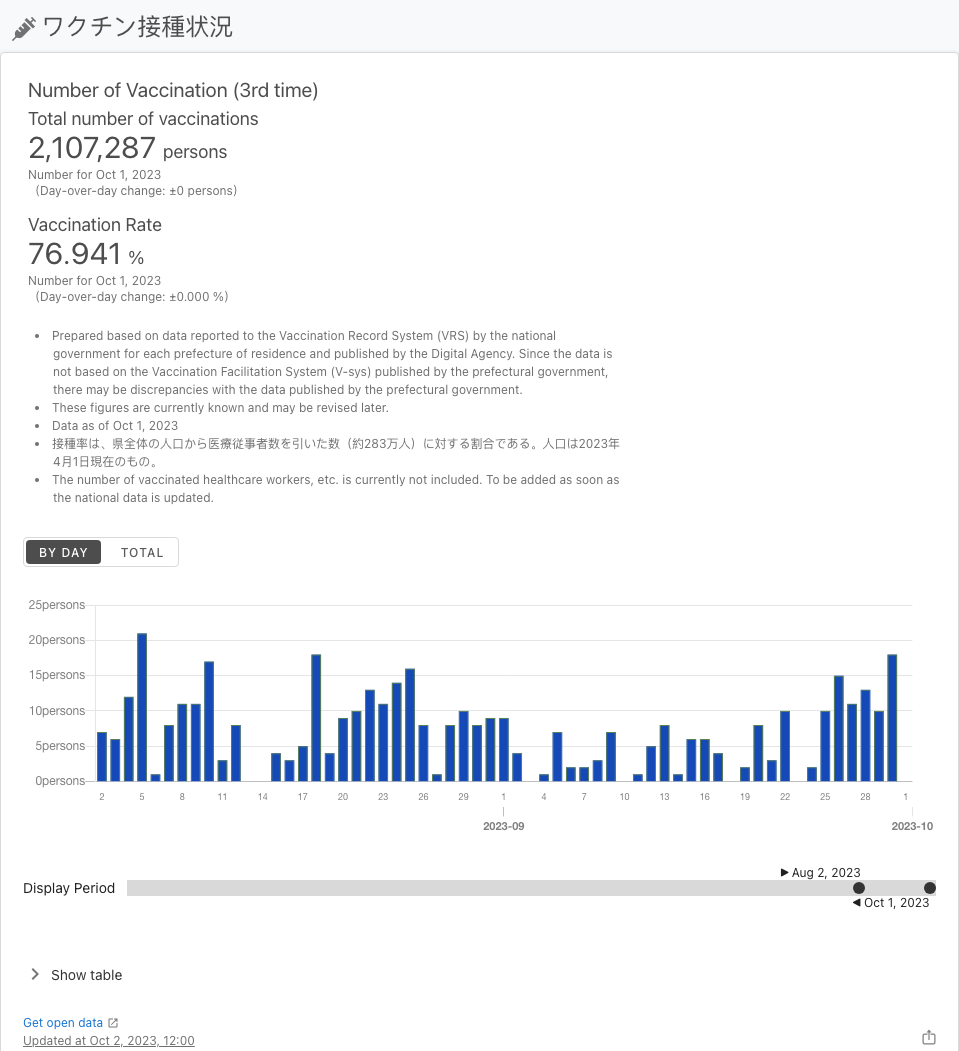 ワクチン接種状況
Number of Vaccination (3rd time)
Total number of vaccinations
2,107,287 persons
Number for Oct 1, 2023
(Day-over-day change: ±0 persons)
Vaccination Rate
76.941 %
Number for Oct 1, 2023
(Day-over-day change: ±0.000 %)
• Prepared based on data reported to the Vaccination Record System (VRS) by the national
government for each prefecture of residence and published by the Digital Agency. Since the data is
not based on the Vaccination Facilitation System (V-sys) published by the prefectural government,
there may be discrepancies with the data published by the prefectural government.
• These figures are currently known and may be revised later.
• Data as of Oct 1, 2023
• 接種率は、県全体の人口から医療従事者数を引いた数（約283万人）に対する割合である。人口は2023年
4月1日現在のもの。
• The number of vaccinated healthcare workers, etc. is currently not included. To be added as soon as
the national data is updated.
BY DAY TOTAL
25persons
20persons
15persons
10persons
5persons
0persons
2 5 8 11 14 17 20 23 26 29 1 4 7 10 13 16 19 22 25 28 1
2023-09 2023-10
Aug 2, 2023
Display Period
Oct 1, 2023
Show table
Get open data
Updated at Oct 2, 2023, 12:00